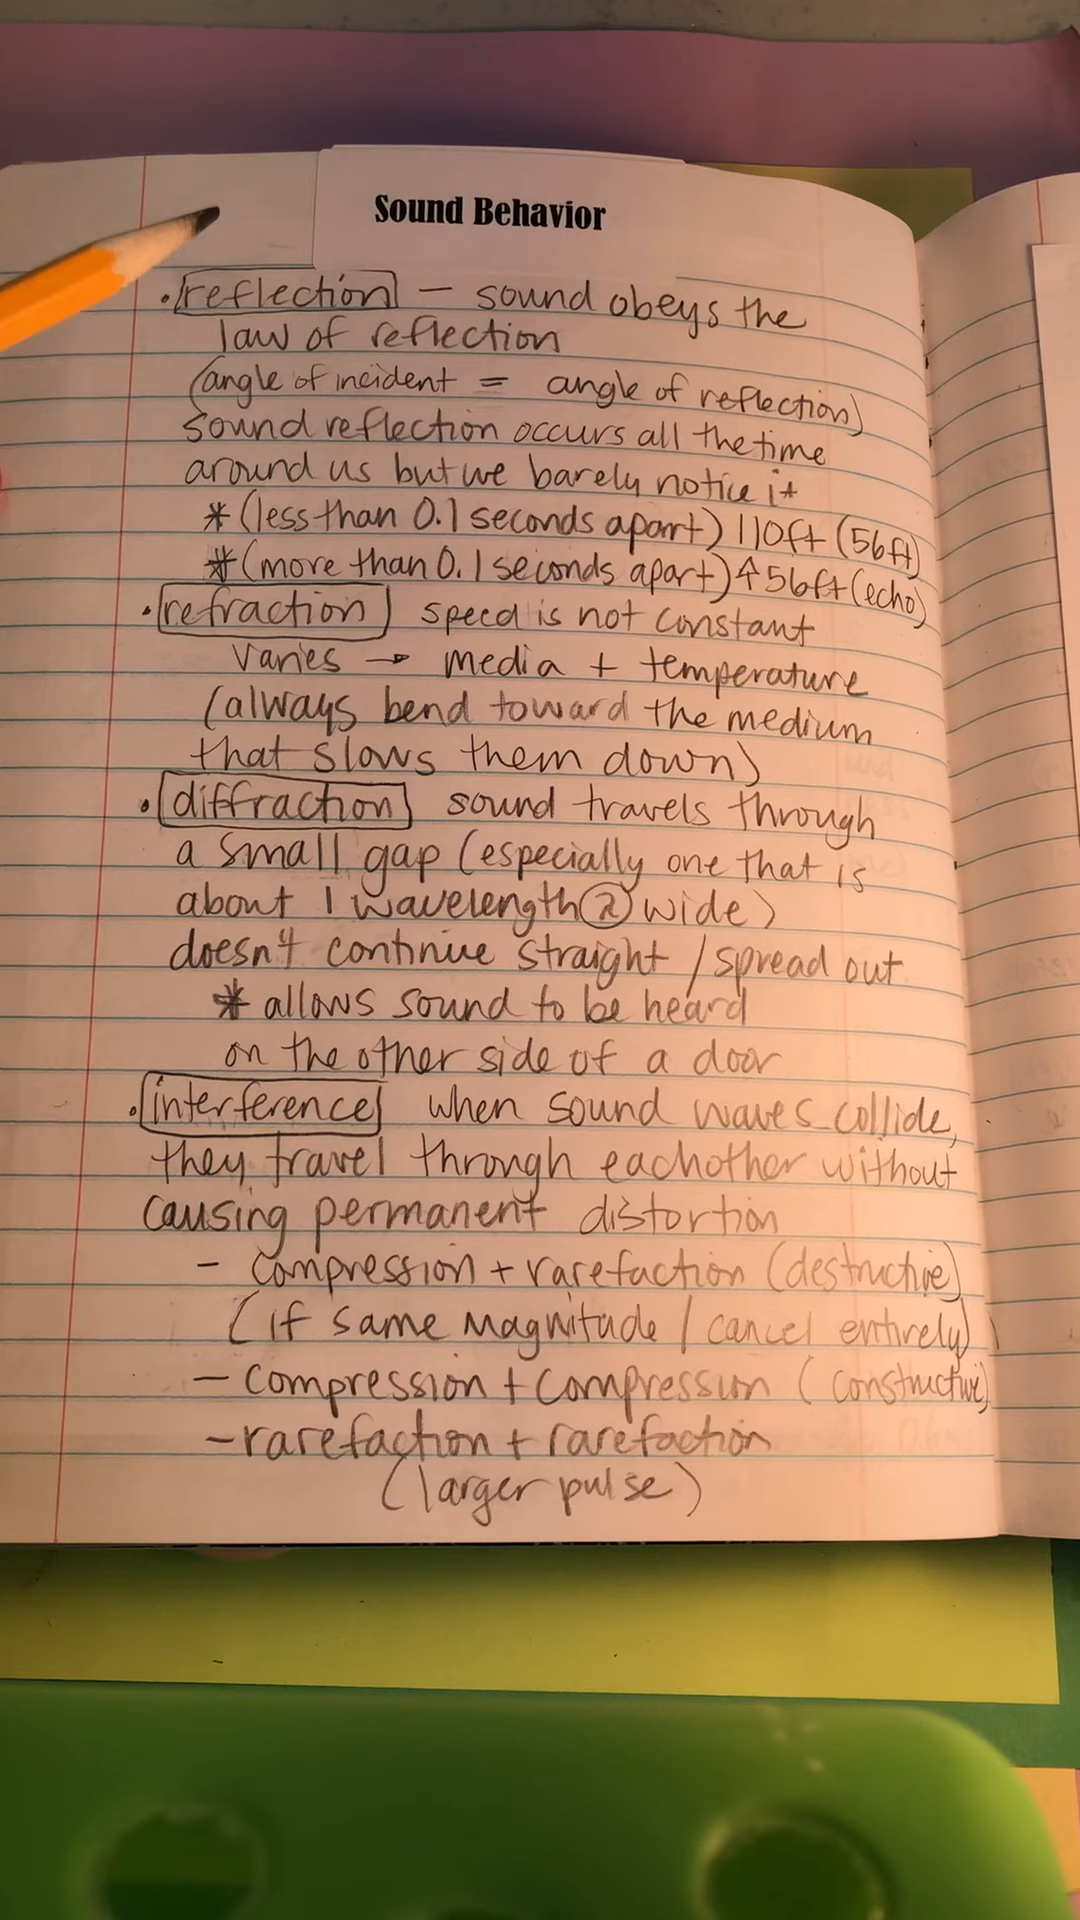 Sound Behavior
• reflection — sound obeys the
law of reflection
(angle of incident = angle of reflection)
sound reflection occurs all the time
around us but we barely notice it
* (less than 0.1 seconds apart) 110ft (56ft)
* (more than 0.1 seconds apart) ↑ 56ft (echo)
• refraction speed is not constant
varies → media + temperature
(always bend toward the medium
that slows them down)
• diffraction sound travels through
a small gap (especially one that is
about 1 wavelength λ wide)
doesn't continue straight / spread out
* allows sound to be heard
on the other side of a door
• interference when sound waves collide,
they travel through eachother without
causing permanent distortion
- compression + rarefaction (destructive)
(if same magnitude / cancel entirely)
- compression + compression (constructive)
- rarefaction + rarefaction
(larger pulse)